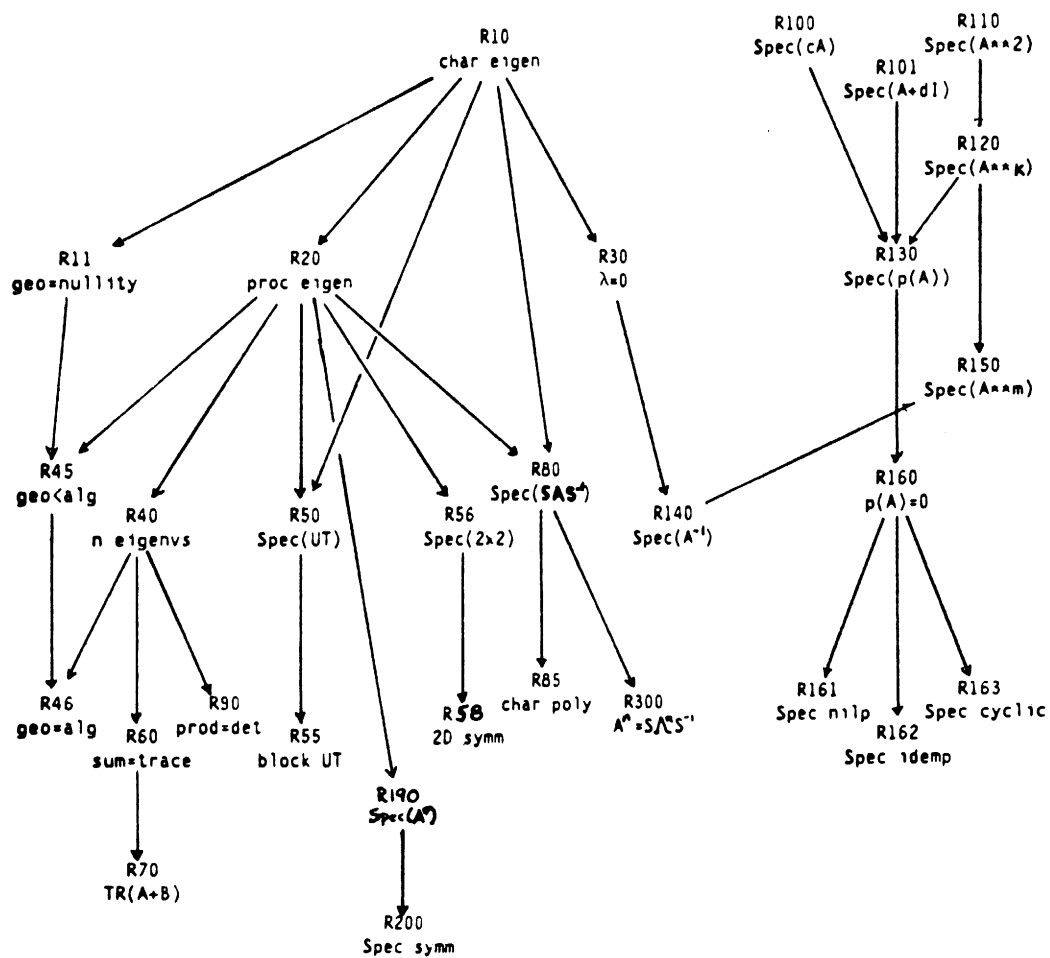 R10
char eigen
R100
Spec(cA)
R110
Spec(A**2)
R101
Spec(A+dI)
R120
Spec(A**K)
R11
geo=nullity
R20
proc eigen
R30
λ=0
R130
Spec(p(A))
R150
Spec(A**m)
R45
geo<alg
R40
n eigenvs
R50
Spec(UT)
R56
Spec(2x2)
R80
Spec(SAS⁻¹)
R140
Spec(A⁻¹)
R160
p(A)=0
R46
geo=alg
R60
sum=trace
R90
prod=det
R55
block UT
R58
2D symm
R85
char poly
R300
Aⁿ=SΛⁿS⁻¹
R161
Spec nilp
R162
Spec idemp
R163
Spec cyclic
R70
TR(A+B)
R190
R200
Spec symm